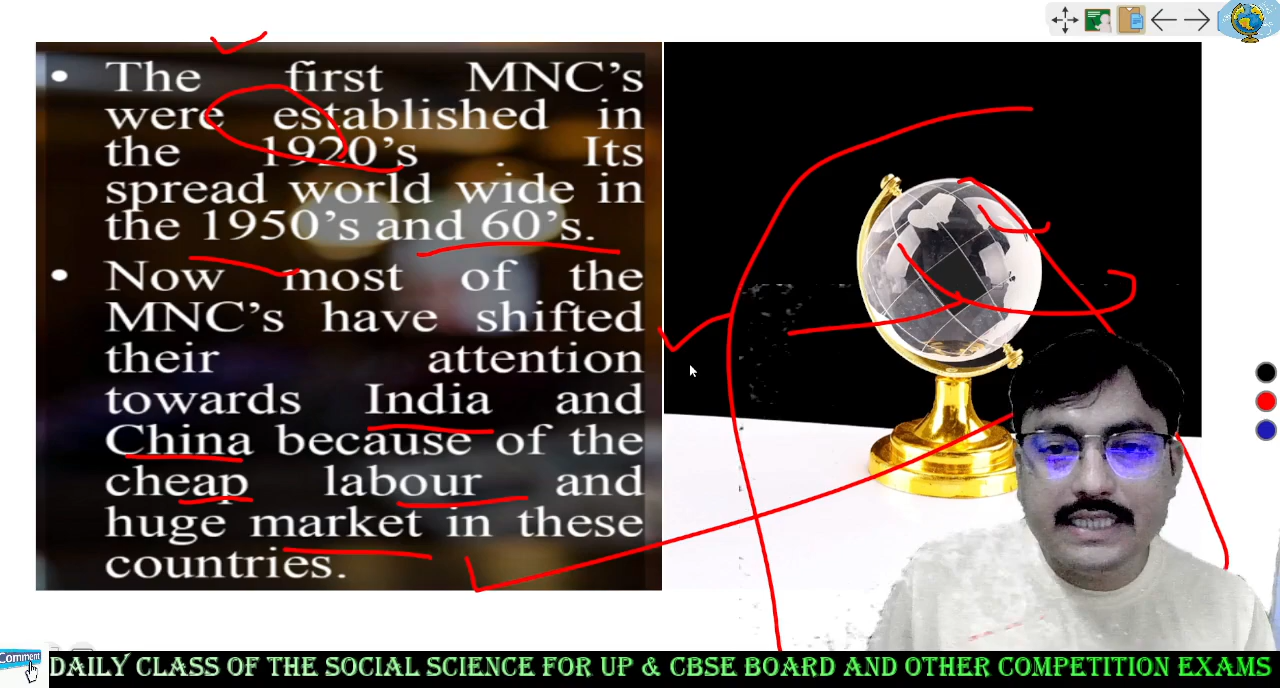 • The first MNC's
were established in
the 1920's . Its
spread world wide in
the 1950's and 60's.
• Now most of the
MNC's have shifted
their attention
towards India and
China because of the
cheap labour and
huge market in these
countries.
Comment
DAILY CLASS OF THE SOCIAL SCIENCE FOR UP & CBSE BOARD AND OTHER COMPETITION EXAMS